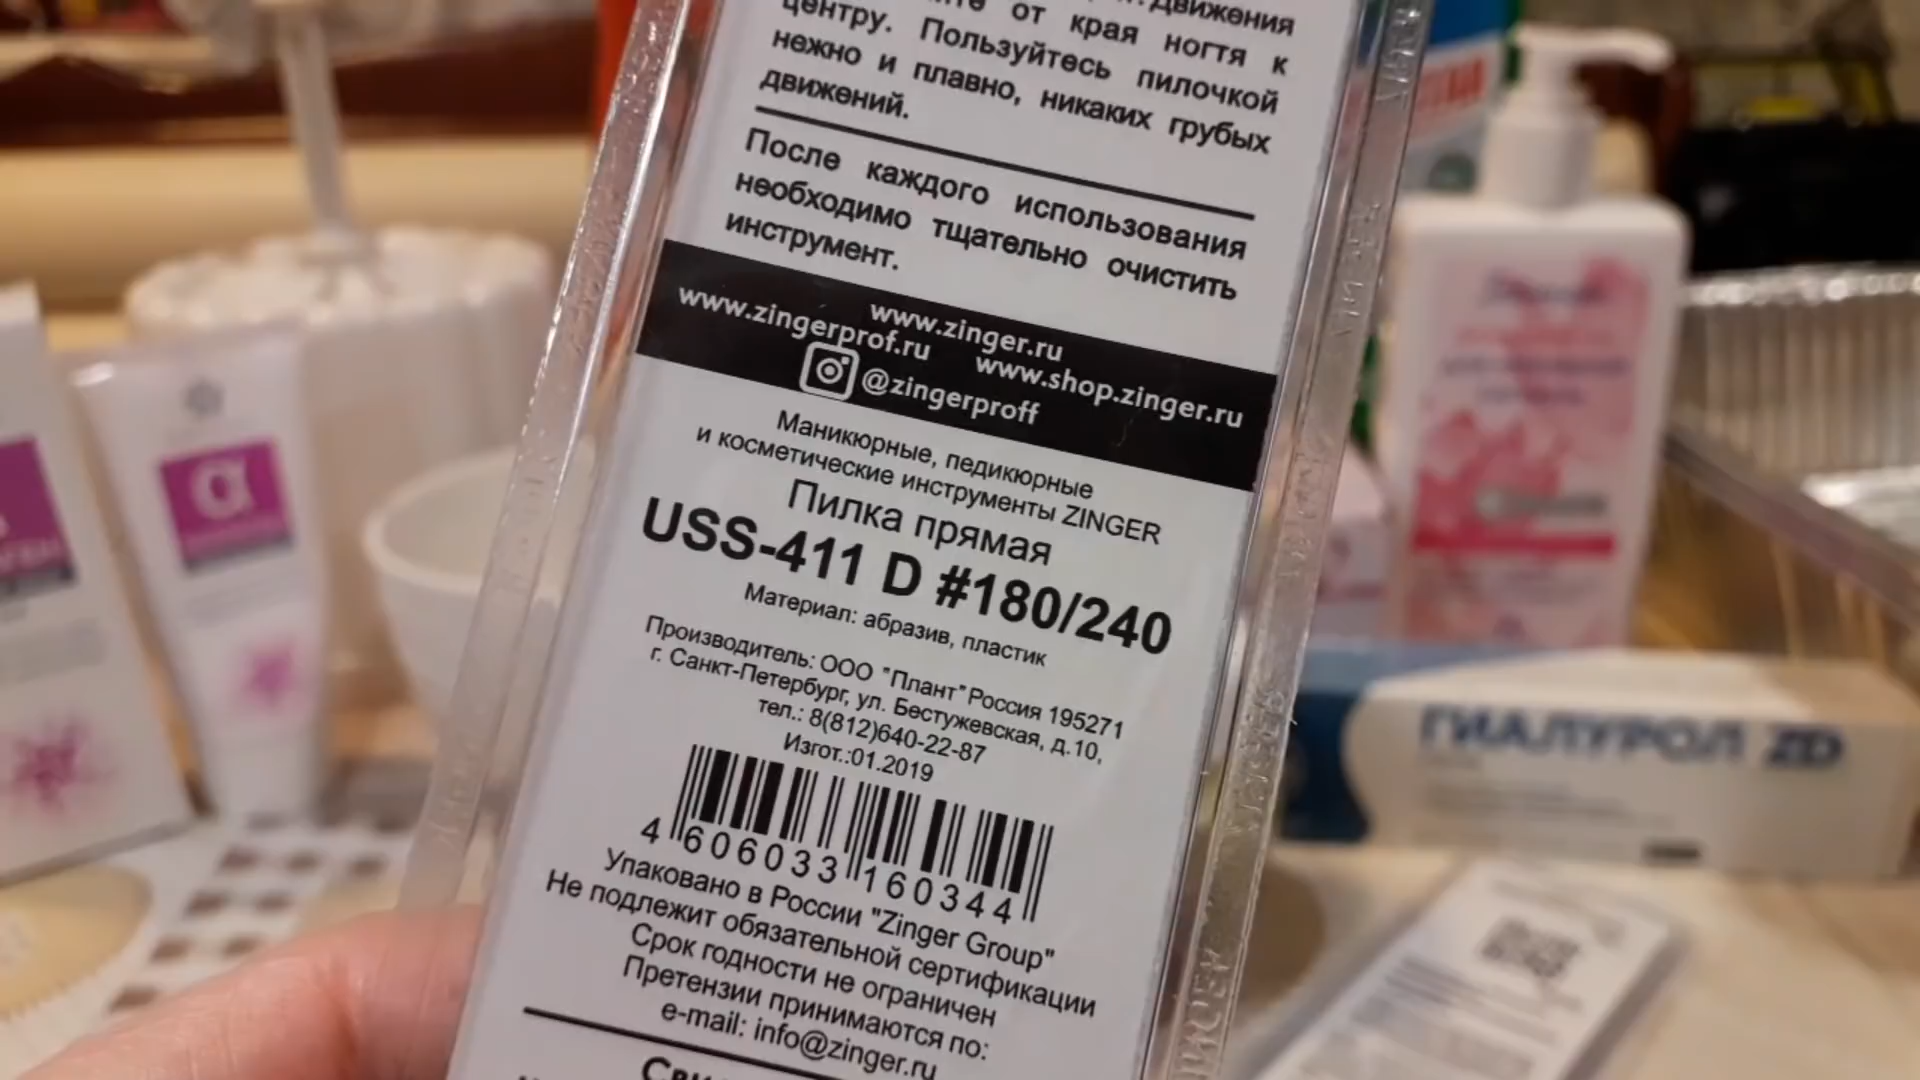 Движения
от края ногтя к
центру. Пользуйтесь пилочкой
нежно и плавно, никаких грубых
движений.
После каждого использования
необходимо тщательно очистить
инструмент.
www.zinger.ru
www.zingerprof.ru www.shop.zinger.ru
@zingerproff
Маникюрные, педикюрные
и косметические инструменты ZINGER
Пилка прямая
USS-411 D #180/240
Материал: абразив, пластик
Производитель: ООО "Плант" Россия 195271
г. Санкт-Петербург, ул. Бестужевская, д.10,
тел.: 8(812)640-22-87
Изгот.:01.2019
4 606033 160344
Упаковано в России "Zinger Group"
Не подлежит обязательной сертификации
Срок годности не ограничен
Претензии принимаются по:
e-mail: info@zinger.ru
α
ГИАЛУРОЛ 2D